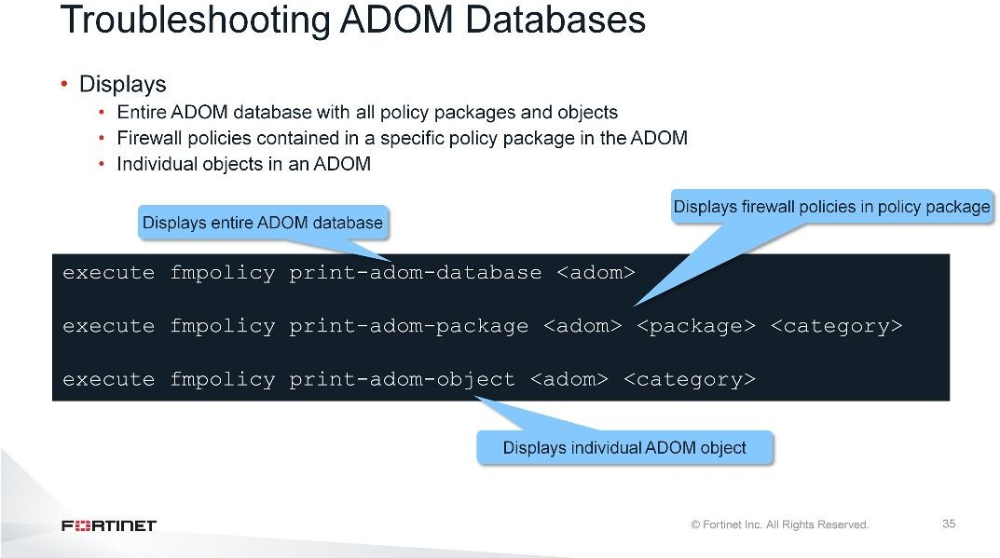 Troubleshooting ADOM Databases
• Displays
• Entire ADOM database with all policy packages and objects
• Firewall policies contained in a specific policy package in the ADOM
• Individual objects in an ADOM
Displays firewall policies in policy package
Displays entire ADOM database
execute fmpolicy print-adom-database <adom>
execute fmpolicy print-adom-package <adom> <package> <category>
execute fmpolicy print-adom-object <adom> <category>
Displays individual ADOM object
FORTINET
© Fortinet Inc. All Rights Reserved.
35